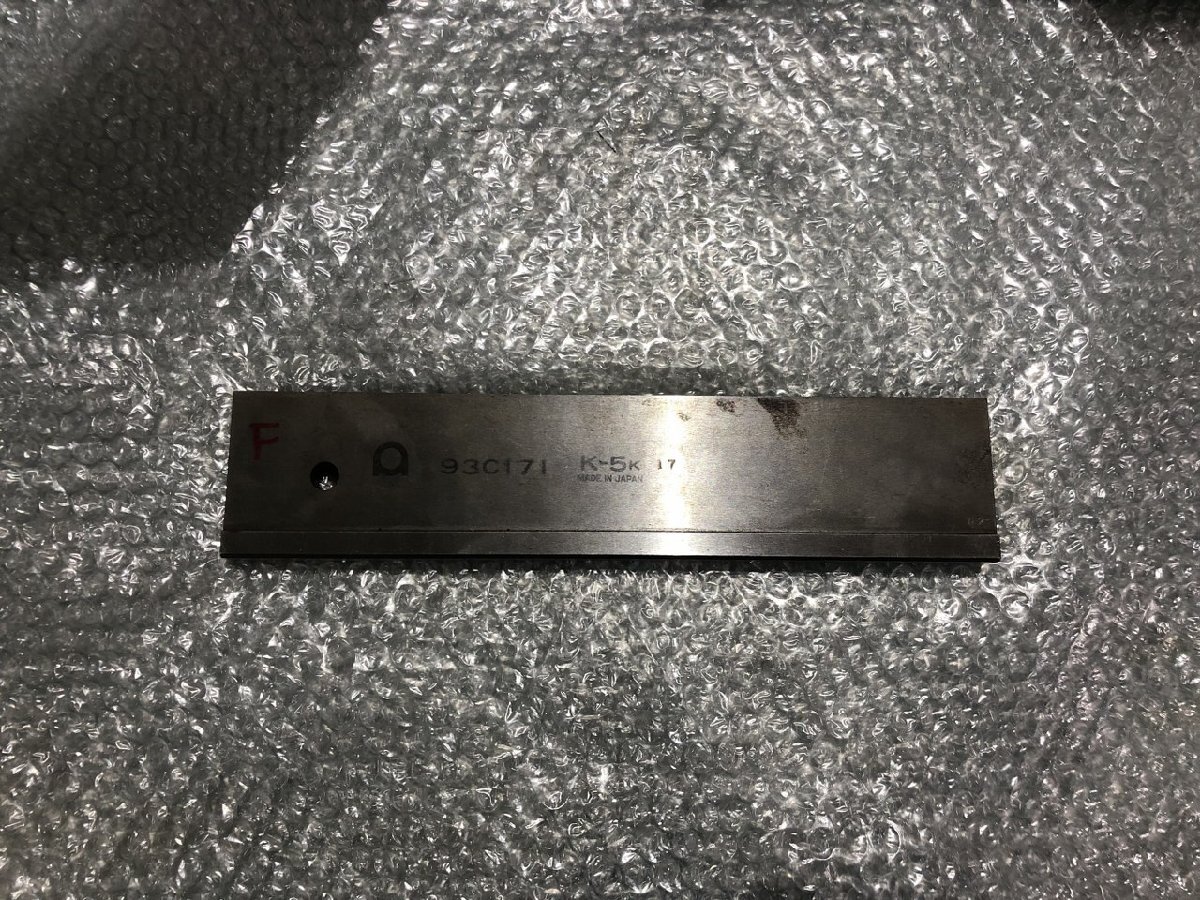 F
93C171 K-5K 17
MADE IN JAPAN